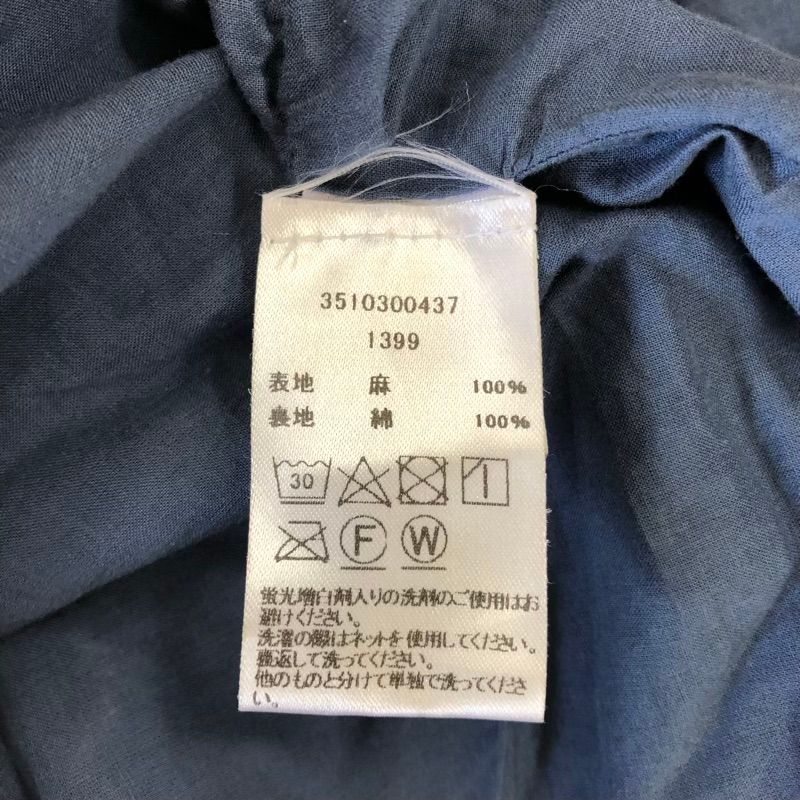 3510300437
1399
表地 麻 100%
裏地 綿 100%
30
F W
蛍光増白剤入りの洗剤のご使用はお
避けください。
洗濯の際はネットを使用してください。
裏返して洗ってください。
他のものと分けて単独で洗ってくださ
い。